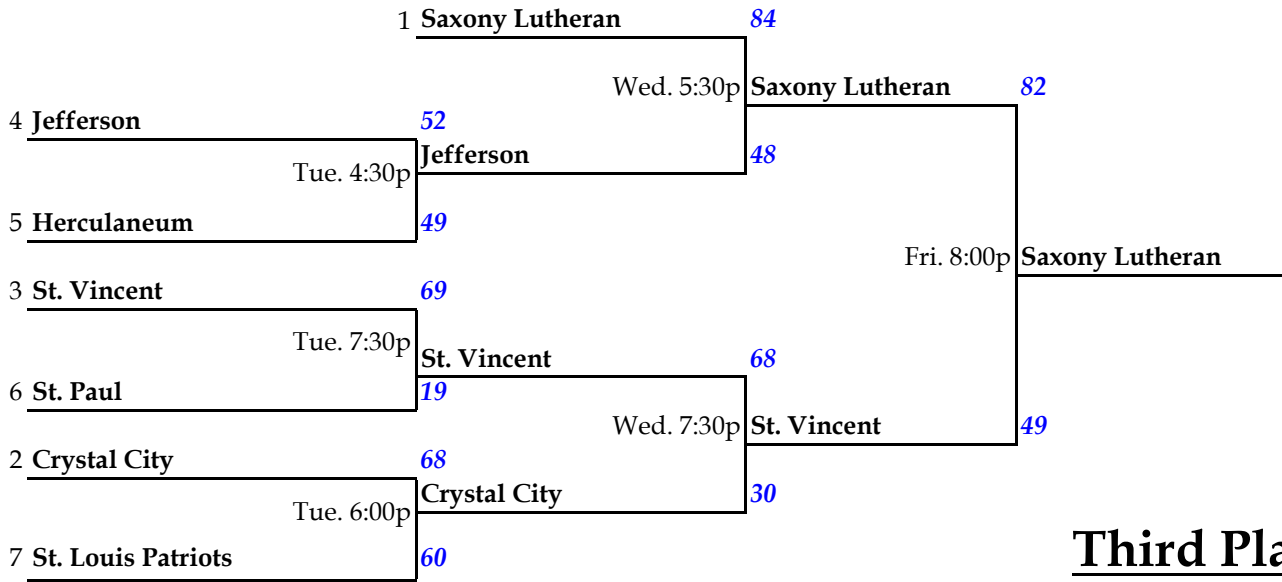 1 Saxony Lutheran 84
Wed. 5:30p Saxony Lutheran 82
4 Jefferson 52
Jefferson 48
Tue. 4:30p
5 Herculaneum 49
Fri. 8:00p Saxony Lutheran
3 St. Vincent 69
Tue. 7:30p
St. Vincent 68
6 St. Paul 19
Wed. 7:30p St. Vincent 49
2 Crystal City 68
Crystal City 30
Tue. 6:00p
7 St. Louis Patriots 60
Third Pla